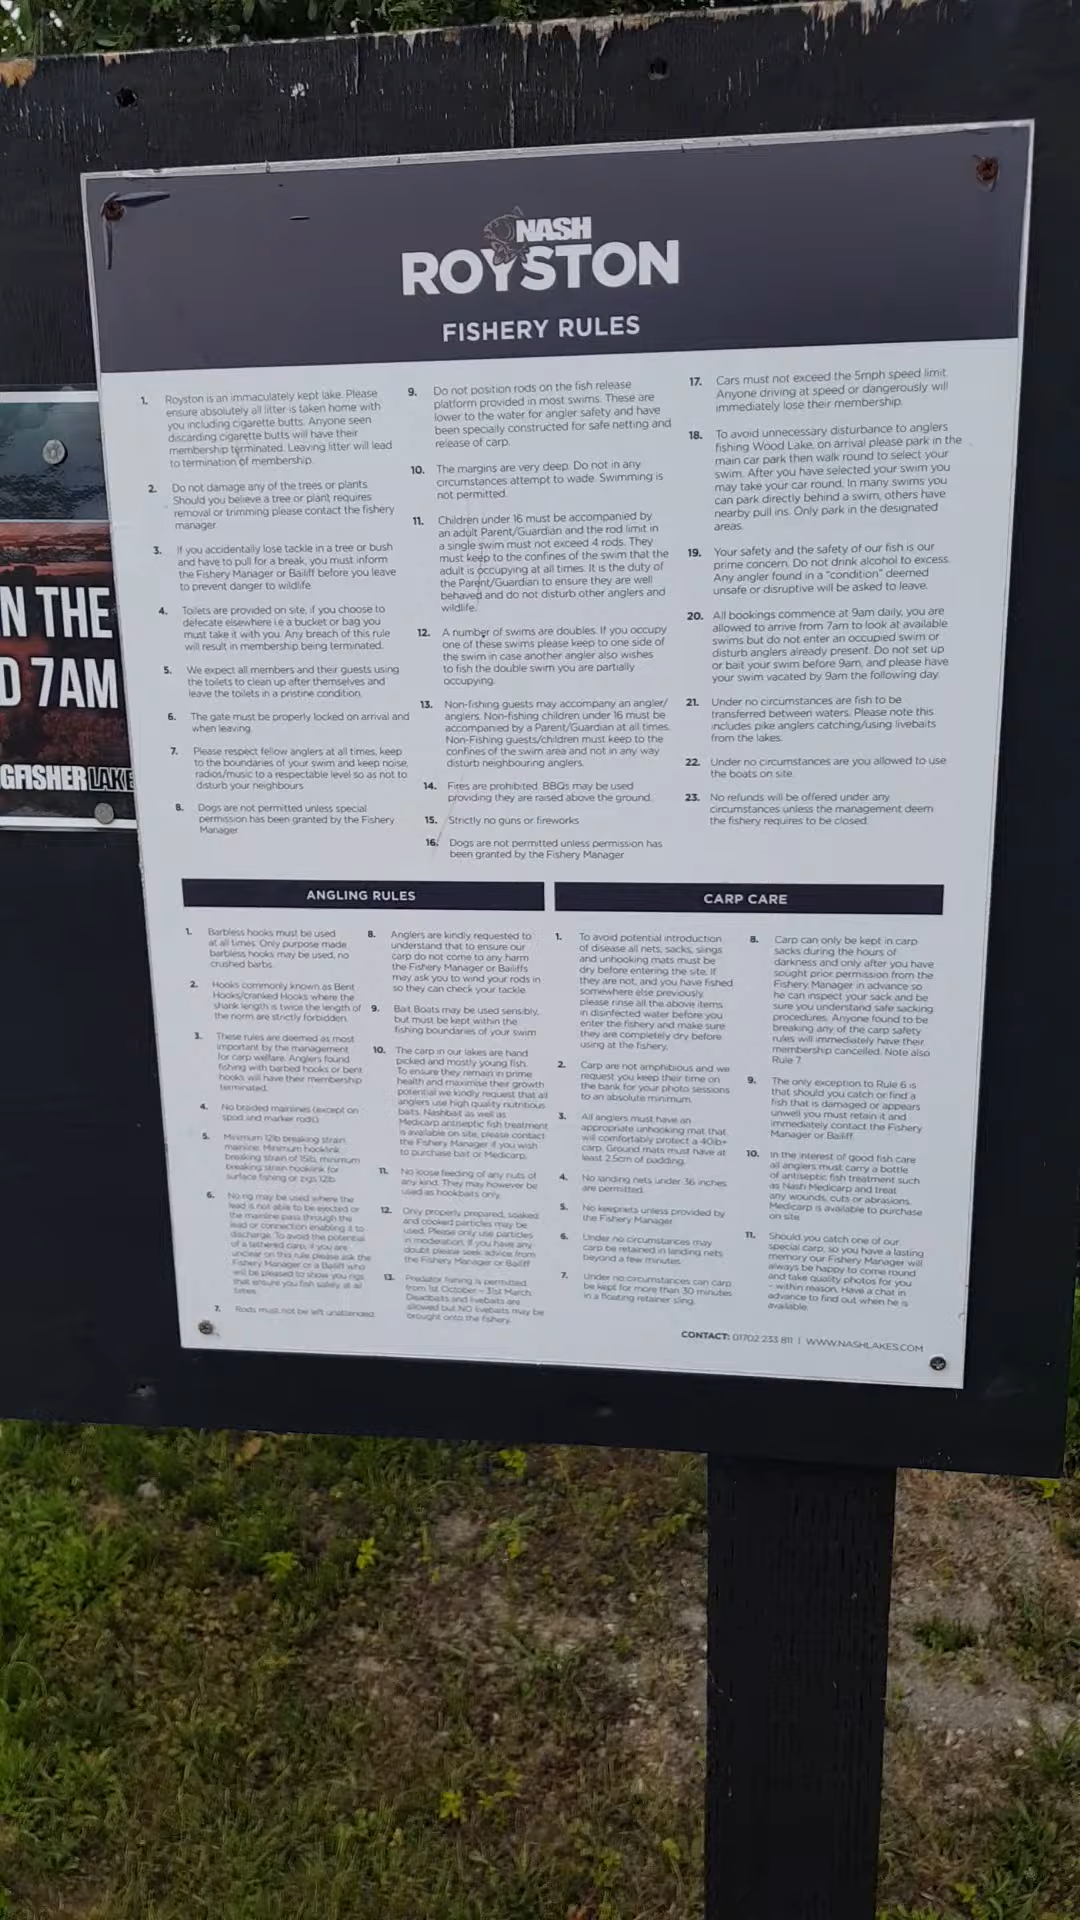 NASH
ROYSTON
FISHERY RULES
1. Royston is an immaculately kept lake. Please
ensure absolutely all litter is taken home with
you including cigarette butts. Anyone seen
discarding cigarette butts will have their
membership terminated. Leaving litter will lead
to termination of membership.
2. Do not damage any of the trees or plants.
Should you believe a tree or plant requires
removal or trimming please contact the fishery
manager.
3. If you accidentally lose tackle in a tree or bush
and have to pull for a break, you must inform
the Fishery Manager or Bailiff before you leave
to prevent danger to wildlife.
4. Toilets are provided on site, if you choose to
defecate elsewhere i.e a bucket or bag you
must take it with you. Any breach of this rule
will result in membership being terminated.
5. We expect all members and their guests using
the toilets to clean up after themselves and
leave the toilets in a pristine condition.
6. The gate must be properly locked on arrival and
when leaving.
7. Please respect fellow anglers at all times, keep
to the boundaries of your swim and keep noise,
radios/music to a respectable level so as not to
disturb your neighbours.
8. Dogs are not permitted unless special
permission has been granted by the Fishery
Manager
9. Do not position rods on the fish release
platform provided in most swims. These are
lower to the water for angler safety and have
been specially constructed for safe netting and
release of carp.
10. The margins are very deep. Do not in any
circumstances attempt to wade. Swimming is
not permitted.
11. Children under 16 must be accompanied by
an adult Parent/Guardian and the rod limit in
a single swim must not exceed 4 rods. They
must keep to the confines of the swim that the
adult is occupying at all times. It is the duty of
the Parent/Guardian to ensure they are well
behaved and do not disturb other anglers and
wildlife.
12. A number of swims are doubles. If you occupy
one of these swims please keep to one side of
the swim in case another angler also wishes
to fish the double swim you are partially
occupying.
13. Non-fishing guests may accompany an angler/
anglers. Non-fishing children under 16 must be
accompanied by a Parent/Guardian at all times.
Non-Fishing guests/children must keep to the
confines of the swim area and not in any way
disturb neighbouring anglers.
14. Fires are prohibited. BBQs may be used
providing they are raised above the ground.
15. Strictly no guns or fireworks
16. Dogs are not permitted unless permission has
been granted by the Fishery Manager
17. Cars must not exceed the 5mph speed limit.
Anyone driving at speed or dangerously will
immediately lose their membership.
18. To avoid unnecessary disturbance to anglers
fishing Wood Lake, on arrival please park in the
main car park then walk round to select your
swim. After you have selected your swim you
may take your car round. In many swims you
can park directly behind a swim, others have
nearby pull ins. Only park in the designated
areas.
19. Your safety and the safety of our fish is our
prime concern. Do not drink alcohol to excess.
Any angler found in a "condition" deemed
unsafe or disruptive will be asked to leave.
20. All bookings commence at 9am daily, you are
allowed to arrive from 7am to look at available
swims but do not enter an occupied swim or
disturb anglers already present. Do not set up
or bait your swim before 9am, and please have
your swim vacated by 9am the following day.
21. Under no circumstances are fish to be
transferred between waters. Please note this
includes pike anglers catching/using livebaits
from the lakes.
22. Under no circumstances are you allowed to use
the boats on site.
23. No refunds will be offered under any
circumstances unless the management deem
the fishery requires to be closed.
ANGLING RULES
1. Barbless hooks must be used
at all times. Only purpose made
barbless hooks may be used, no
crushed barbs.
2. Hooks commonly known as Bent
Hooks/cranked Hooks where the
shank length is twice the length of
the norm are strictly forbidden.
3. These rules are deemed as most
important by the management
for carp welfare. Anglers found
fishing with barbed hooks or bent
hooks will have their membership
terminated.
4. No braided mainlines (except on
spod and marker rods).
5. Minimum 12lb breaking strain
mainline. Minimum hooklink
breaking strain of 15lb, minimum
breaking strain hooklink for
surface fishing or zigs 12lb.
6. No rig may be used where the
lead is not able to be ejected or
the mainline pass through the
lead or connection enabling it to
discharge. To avoid the potential
of a tethered carp, if you are
unclear on this rule please ask the
Fishery Manager or a Bailiff who
will be pleased to show you rigs
that ensure you fish safely at all
times.
7. Rods must not be left unattended.
8. Anglers are kindly requested to
understand that to ensure our
carp do not come to any harm
the Fishery Manager or Bailiffs
may ask you to wind your rods in
so they can check your tackle.
9. Bait Boats may be used sensibly,
but must be kept within the
fishing boundaries of your swim
10. The carp in our lakes are hand
picked and mostly young fish.
To ensure they remain in prime
health and maximise their growth
potential we kindly request that all
anglers use high quality nutritious
baits. Nashbait as well as
Medicarp antiseptic fish treatment
is available on site, please contact
the Fishery Manager if you wish
to purchase bait or Medicarp.
11. No loose feeding of any nuts of
any kind. They may however be
used as hookbaits only.
12. Only properly prepared, soaked
and cooked particles may be
used. Please only use particles
in moderation. If you have any
doubt please seek advice from
the Fishery Manager or Bailiff
13. Predator fishing is permitted
from 1st October - 31st March.
Deadbaits and livebaits are
allowed but NO livebaits may be
brought onto the fishery.
CARP CARE
1. To avoid potential introduction
of disease all nets, sacks, slings
and unhooking mats must be
dry before entering the site. If
they are not, and you have fished
somewhere else previously
please rinse all the above items
in disinfected water before you
enter the fishery and make sure
they are completely dry before
using at the fishery.
2. Carp are not amphibious and we
request you keep their time on
the bank for your photo sessions
to an absolute minimum.
3. All anglers must have an
appropriate unhooking mat that
will comfortably protect a 40lb+
carp. Ground mats must have at
least 2.5cm of padding.
4. No landing nets under 36 inches
are permitted.
5. No keepnets unless provided by
the Fishery Manager
6. Under no circumstances may
carp be retained in landing nets
beyond a few minutes.
7. Under no circumstances can carp
be kept for more than 30 minutes
in a floating retainer sling.
8. Carp can only be kept in carp
sacks during the hours of
darkness and only after you have
sought prior permission from the
Fishery Manager in advance so
he can inspect your sack and be
sure you understand safe sacking
procedures. Anyone found to be
breaking any of the carp safety
rules will immediately have their
membership cancelled. Note also
Rule 7.
9. The only exception to Rule 6 is
that should you catch or find a
fish that is damaged or appears
unwell you must retain it and
immediately contact the Fishery
Manager or Bailiff.
10. In the interest of good fish care
all anglers must carry a bottle
of antiseptic fish treatment such
as Nash Medicarp and treat
any wounds, cuts or abrasions.
Medicarp is available to purchase
on site.
11. Should you catch one of our
special carp, so you have a lasting
memory our Fishery Manager will
always be happy to come round
and take quality photos for you
- within reason. Have a chat in
advance to find out when he is
available.
CONTACT: 01702 233 811 | WWW.NASHLAKES.COM
N THE
7AM
GFISHER LAKE